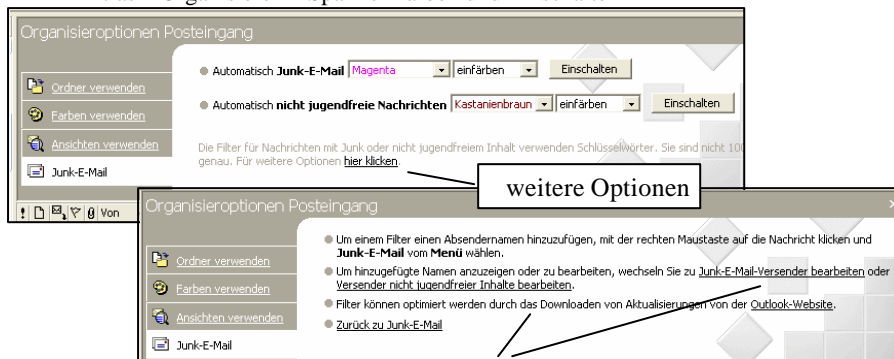 Organisieroptionen Posteingang
Ordner verwenden
Farben verwenden
Ansichten verwenden
Junk-E-Mail
Automatisch Junk-E-Mail Magenta einfärben Einschalten
Automatisch nicht jugendfreie Nachrichten Kastanienbraun einfärben Einschalten
Die Filter für Nachrichten mit Junk oder nicht jugendfreiem Inhalt verwenden Schlüsselwörter. Sie sind nicht 100
genau. Für weitere Optionen hier klicken.
weitere Optionen
Von
Organisieroptionen Posteingang
Ordner verwenden
Farben verwenden
Ansichten verwenden
Junk-E-Mail
Um einem Filter einen Absendernamen hinzuzufügen, mit der rechten Maustaste auf die Nachricht klicken und
Junk-E-Mail vom Menü wählen.
Um hinzugefügte Namen anzuzeigen oder zu bearbeiten, wechseln Sie zu Junk-E-Mail-Versender bearbeiten oder
Versender nicht jugendfreier Inhalte bearbeiten.
Filter können optimiert werden durch das Downloaden von Aktualisierungen von der Outlook-Website.
Zurück zu Junk-E-Mail